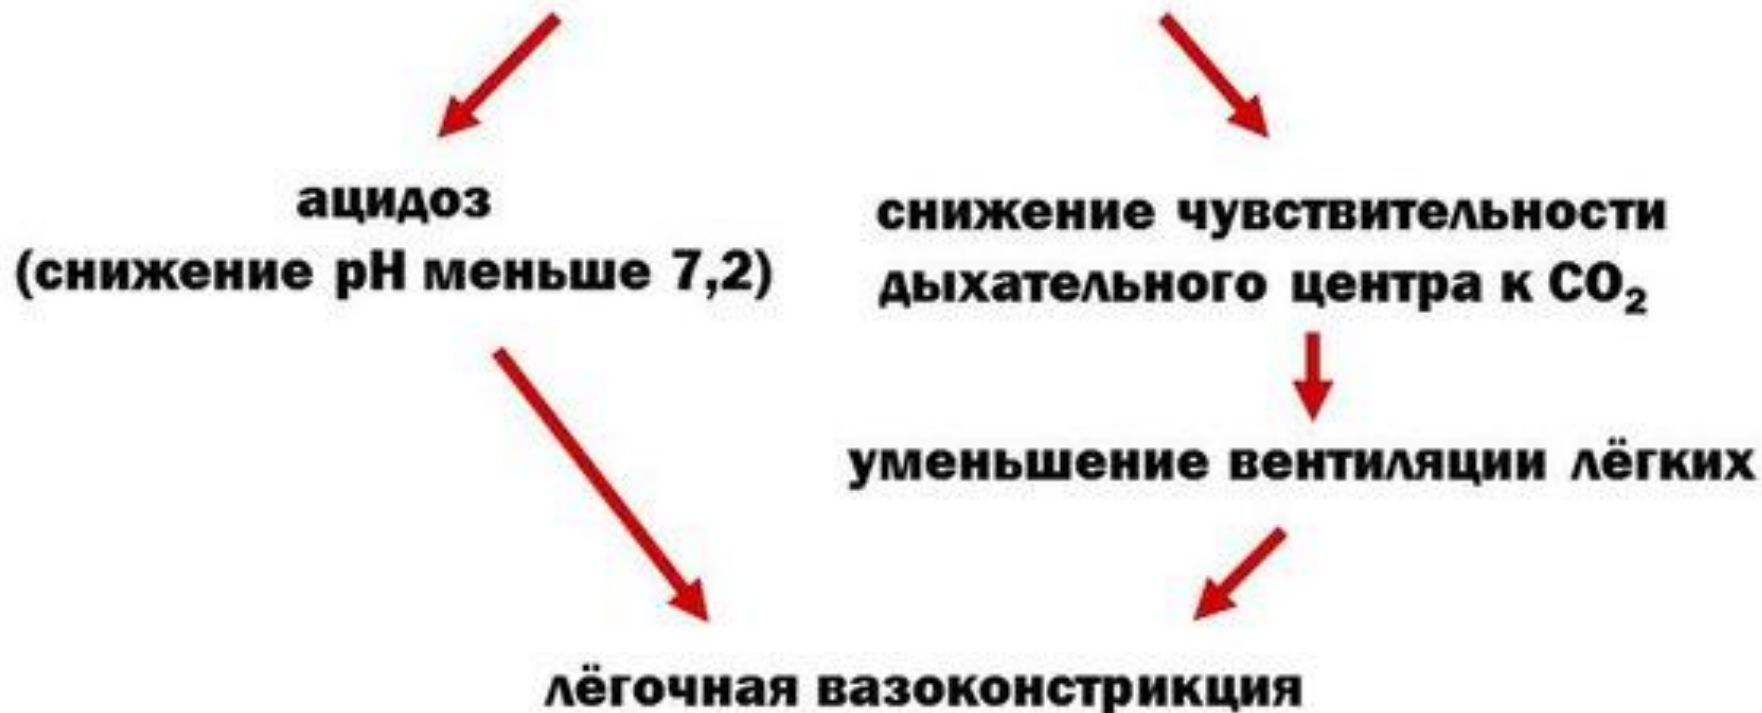 ацидоз
(снижение pH меньше 7,2)
снижение чувствительности
дыхательного центра к CO₂
уменьшение вентиляции лёгких
лёгочная вазоконстрикция